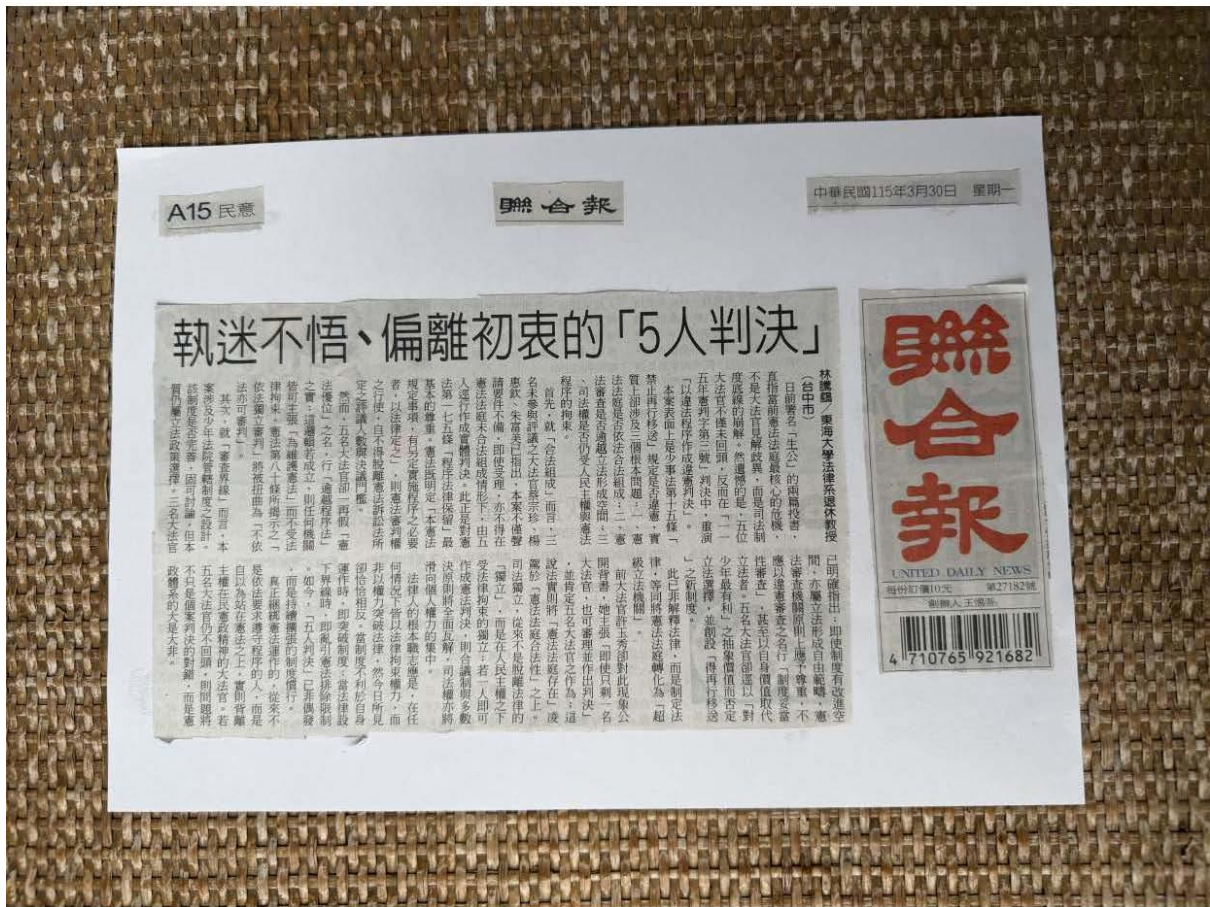 A15 民意
聯合報
中華民國115年3月30日 星期一
執迷不悟、偏離初衷的「5人判決」
林騰鷂／東海大學法律系退休教授
（台中市）
日前署名「一生公」的兩篇投書，
直指當前憲法法庭最核心的危機，
不是大法官見解歧異，而是司法制
度底線的崩解。然遺憾的是，五位
大法官不僅未回頭，反而在「一一
五年憲判字第三號」判決中，重演
「以違法程序作成違憲判決」。
本案表面上是少事法第十五條「
禁止再行移送」規定是否違憲，實
質上卻涉及三個根本問題：一、憲
法法庭是否依法合法組成；二、憲
法審查是否逾越立法形成空間；三
、司法權是否仍受人民主權與憲法
程序的拘束。
首先，就「合法組成」而言，三
名未參與評議之大法官蔡宗珍、楊
惠欽、朱富美已指出，本案不僅聲
請要件不備，即使受理，亦不得在
憲法法庭未合法組成情形下，由五
人逕行作成實體判決。此正是對憲
法第一七五條「程序法律保留」最
基本的尊重。憲法既明定「本憲法
規定事項，有另定實施程序之必要
者，以法律定之」，則憲法審判權
之行使，自不得脫離憲法訴訟法所
定之評議人數與決議門檻。
然而，五名大法官卻一再假「憲
法優位」之名，行「逾越程序法」
之實；這邏輯若成立，則任何機關
皆可主張「為維護憲法」而不受法
律拘束，憲法第八十條所揭示之「
依法獨立審判」將被扭曲為「不依
法亦可審判」。
其次，就「審查界線」而言，本
案涉及少年法院管轄制度之設計。
該制度是否完善，固可討論，但本
質仍屬立法政策選擇。三名大法官
已明確指出：即使制度有改進空
間，亦屬立法形成自由範疇，憲
法審查機關原則上應予尊重，不
應以違憲審查之名行「制度妥當
性審查」，甚至以自身價值取代
立法者。五名大法官卻逕以「對
少年最有利」之抽象價值而否定
立法選擇，並創設「得再行移送
」之新制度。
此已非解釋法律，而是制定法
律，等同將憲法法庭轉化為「超
級立法機關」。
前大法官許玉秀卻對此現象公
開背書，她主張「即使只剩一名
大法官，也可審理並作出判決」
，並肯定五名大法官之作為；這
說法實則將「憲法法庭存在」凌
駕於「憲法法庭合法性」之上。
司法獨立，從來不是脫離法律的
「獨立」，而是在人民主權之下
受法律拘束的獨立；若一人即可
作成憲法判決，則合議制與多數
決原則將全面瓦解，司法權亦將
滑向個人權力的集中。
法律人的根本職志應是，在任
何情況下，皆以法律拘束權力，而
非以權力突破法律，然今日所見
卻恰恰相反。當制度不利於自身
運作時，即突破制度；當法律設
下界線時，即亂引憲法排除限制
。如今，「五人判決」已非偶發
，而是持續擴張的制度慣行。
真正綑綁憲法運作的，從來不
是依法要求遵守程序的人，而是
自以為站在憲法之上，實則背離
主權在民憲政精神的大法官。若
五名大法官仍不回頭，則問題將
不只是個案判決的對錯，而是憲
政體系的大是大非。
聯合報
UNITED DAILY NEWS
每份訂價10元 第27182號
創辦人 王惕吾
4 710765 921682